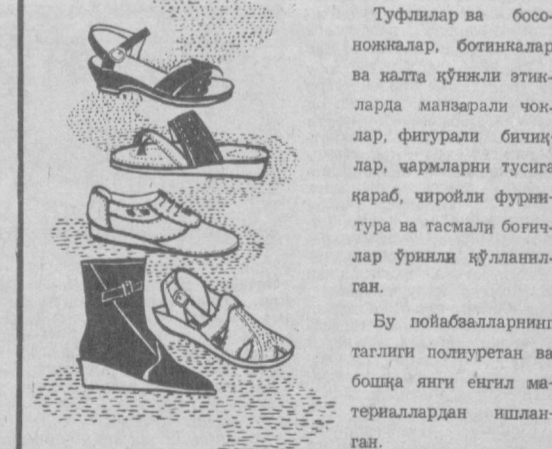 Туфлилар ва босо-
ножкалар, ботинкалар
ва калта қўнжли этик-
ларда манзарали чок-
лар, фигурали бичиқ-
лар, чармларни тусига
қараб, чиройли фурни-
тура ва тасмали боғич-
лар ўринли қўлланил-
ган.
Бу пойабзалларнинг
таглиги полиуретан ва
бошқа янги енгил ма-
териаллардан ишлан-
ган.